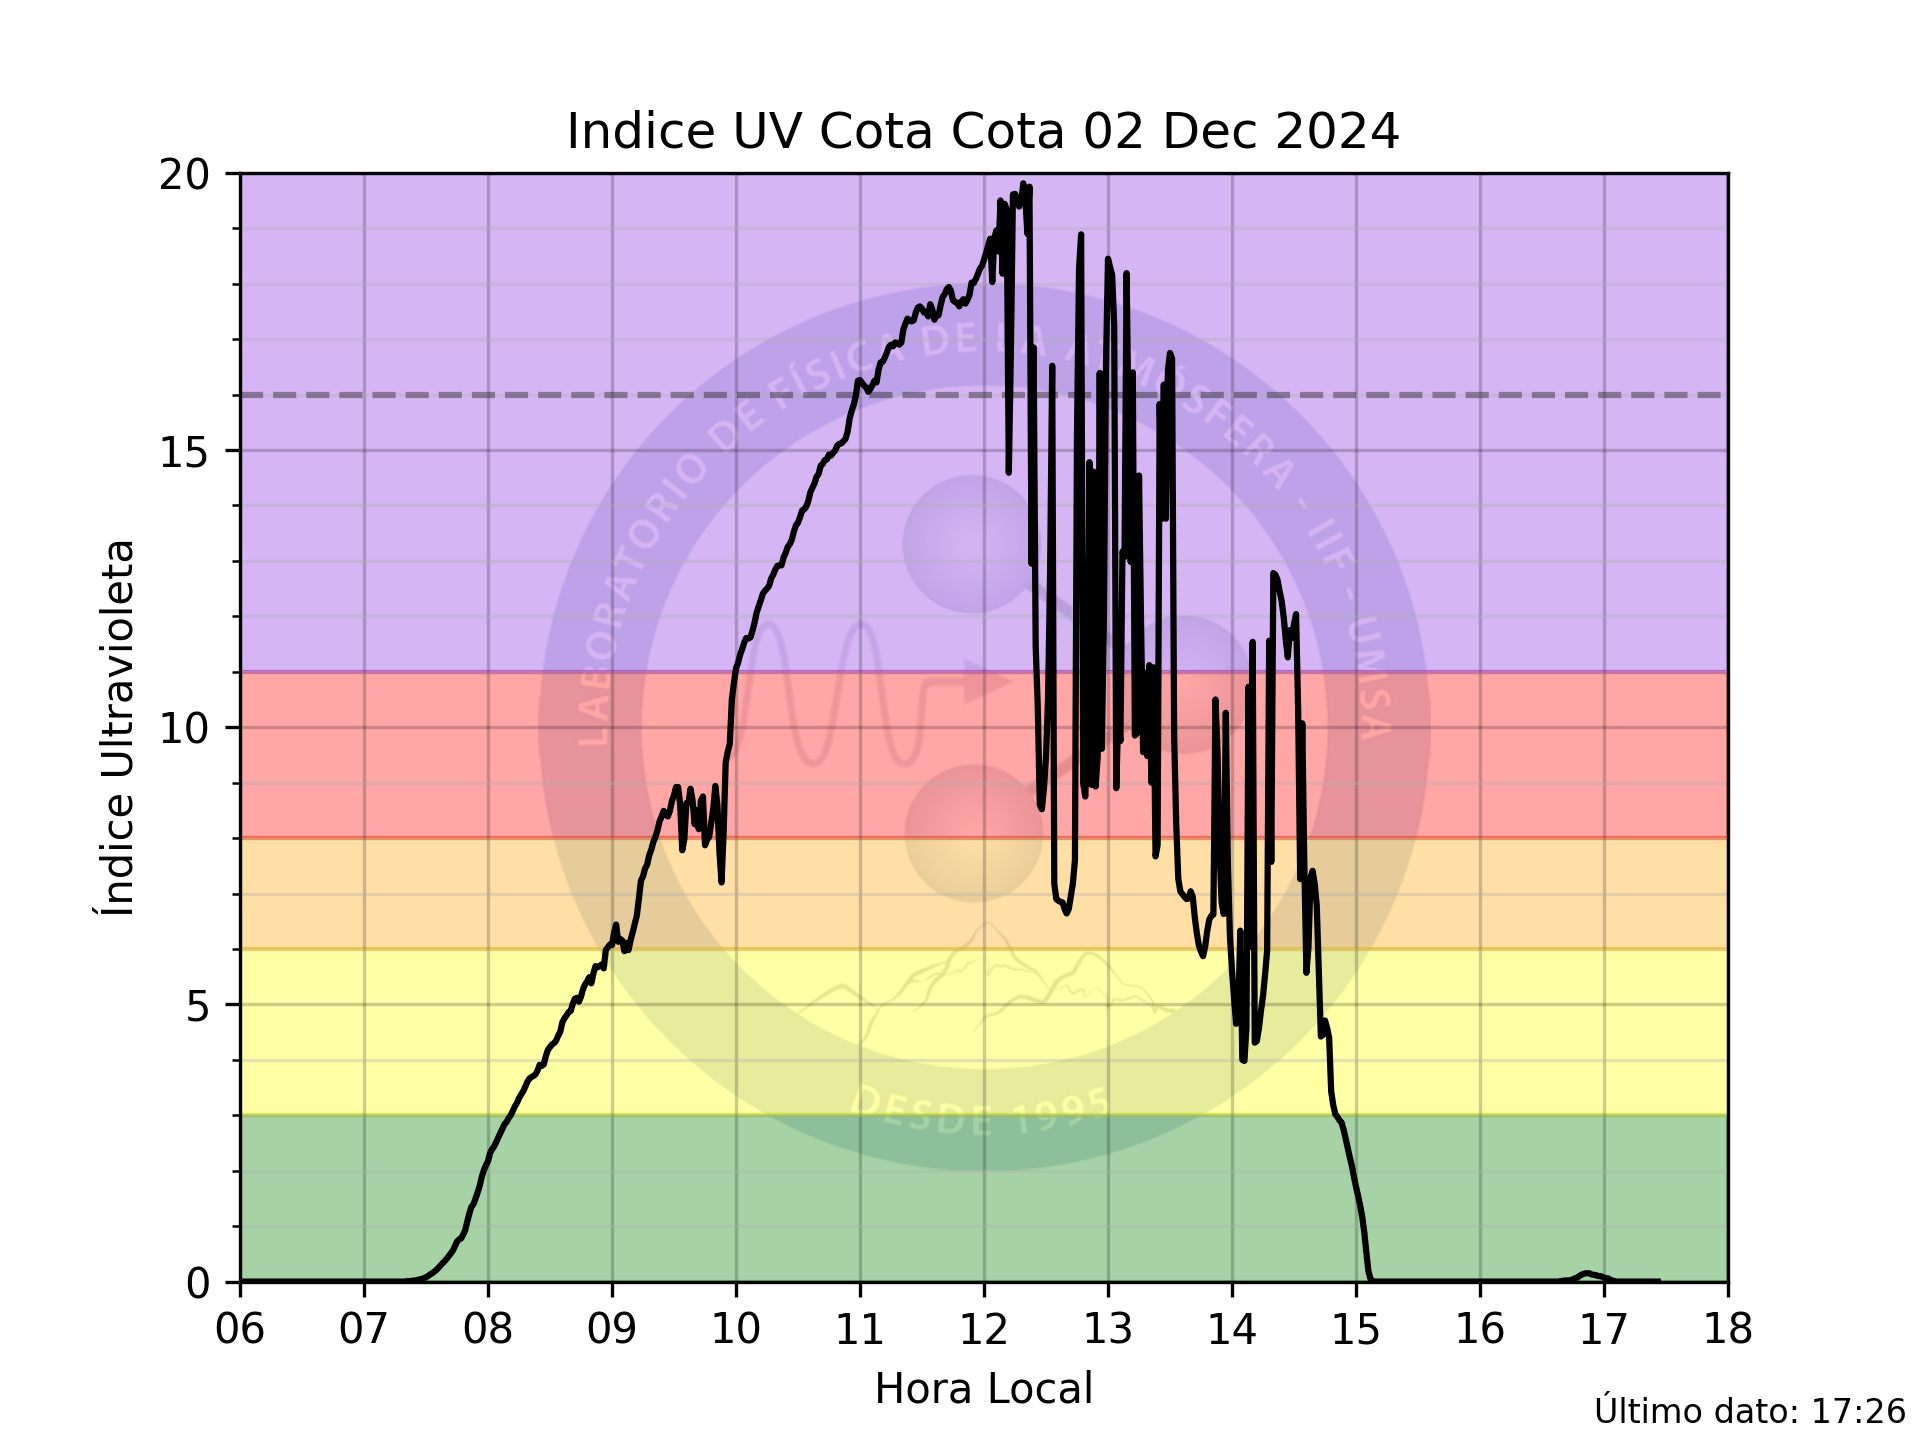 Indice UV Cota Cota 02 Dec 2024
20
15
10
5
0
Índice Ultravioleta
LABORATORIO DE FÍSICA DE LA ATMÓSFERA - IIF - UMSA
DESDE 1995
06 07 08 09 10 11 12 13 14 15 16 17 18
Hora Local
Último dato: 17:26